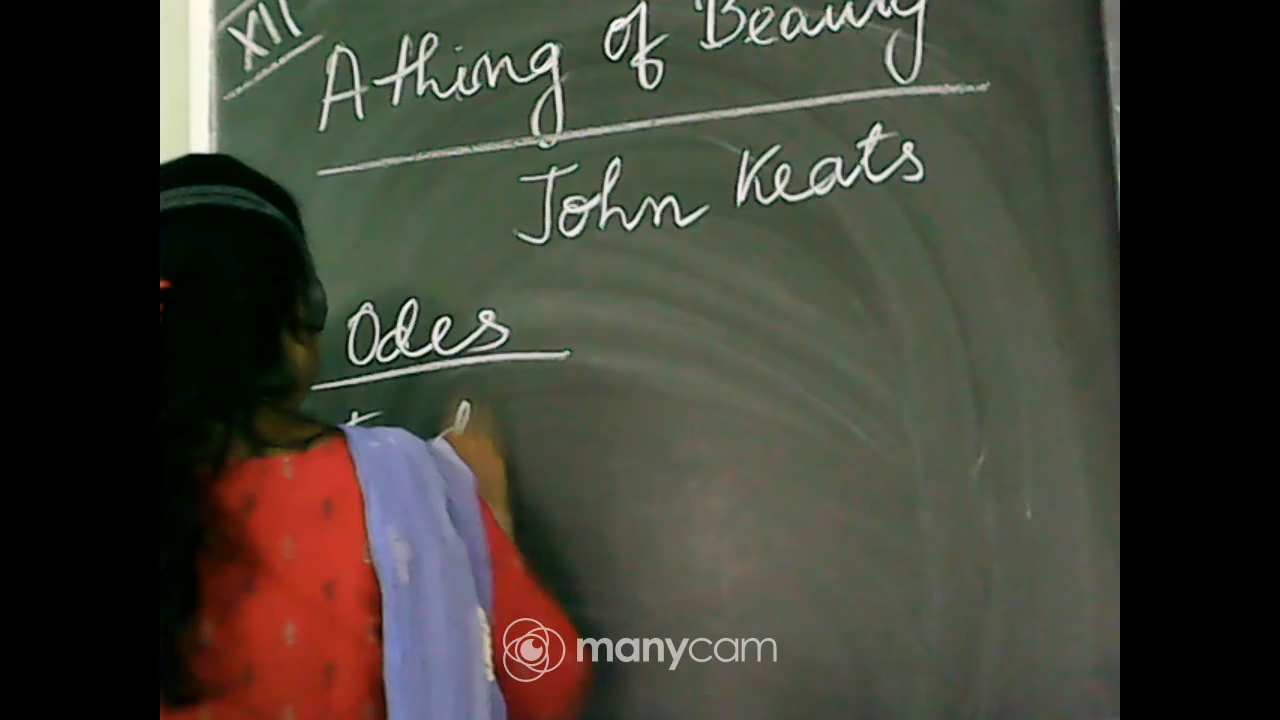 XII
A thing of Beauty
John Keats
Odes
manycam